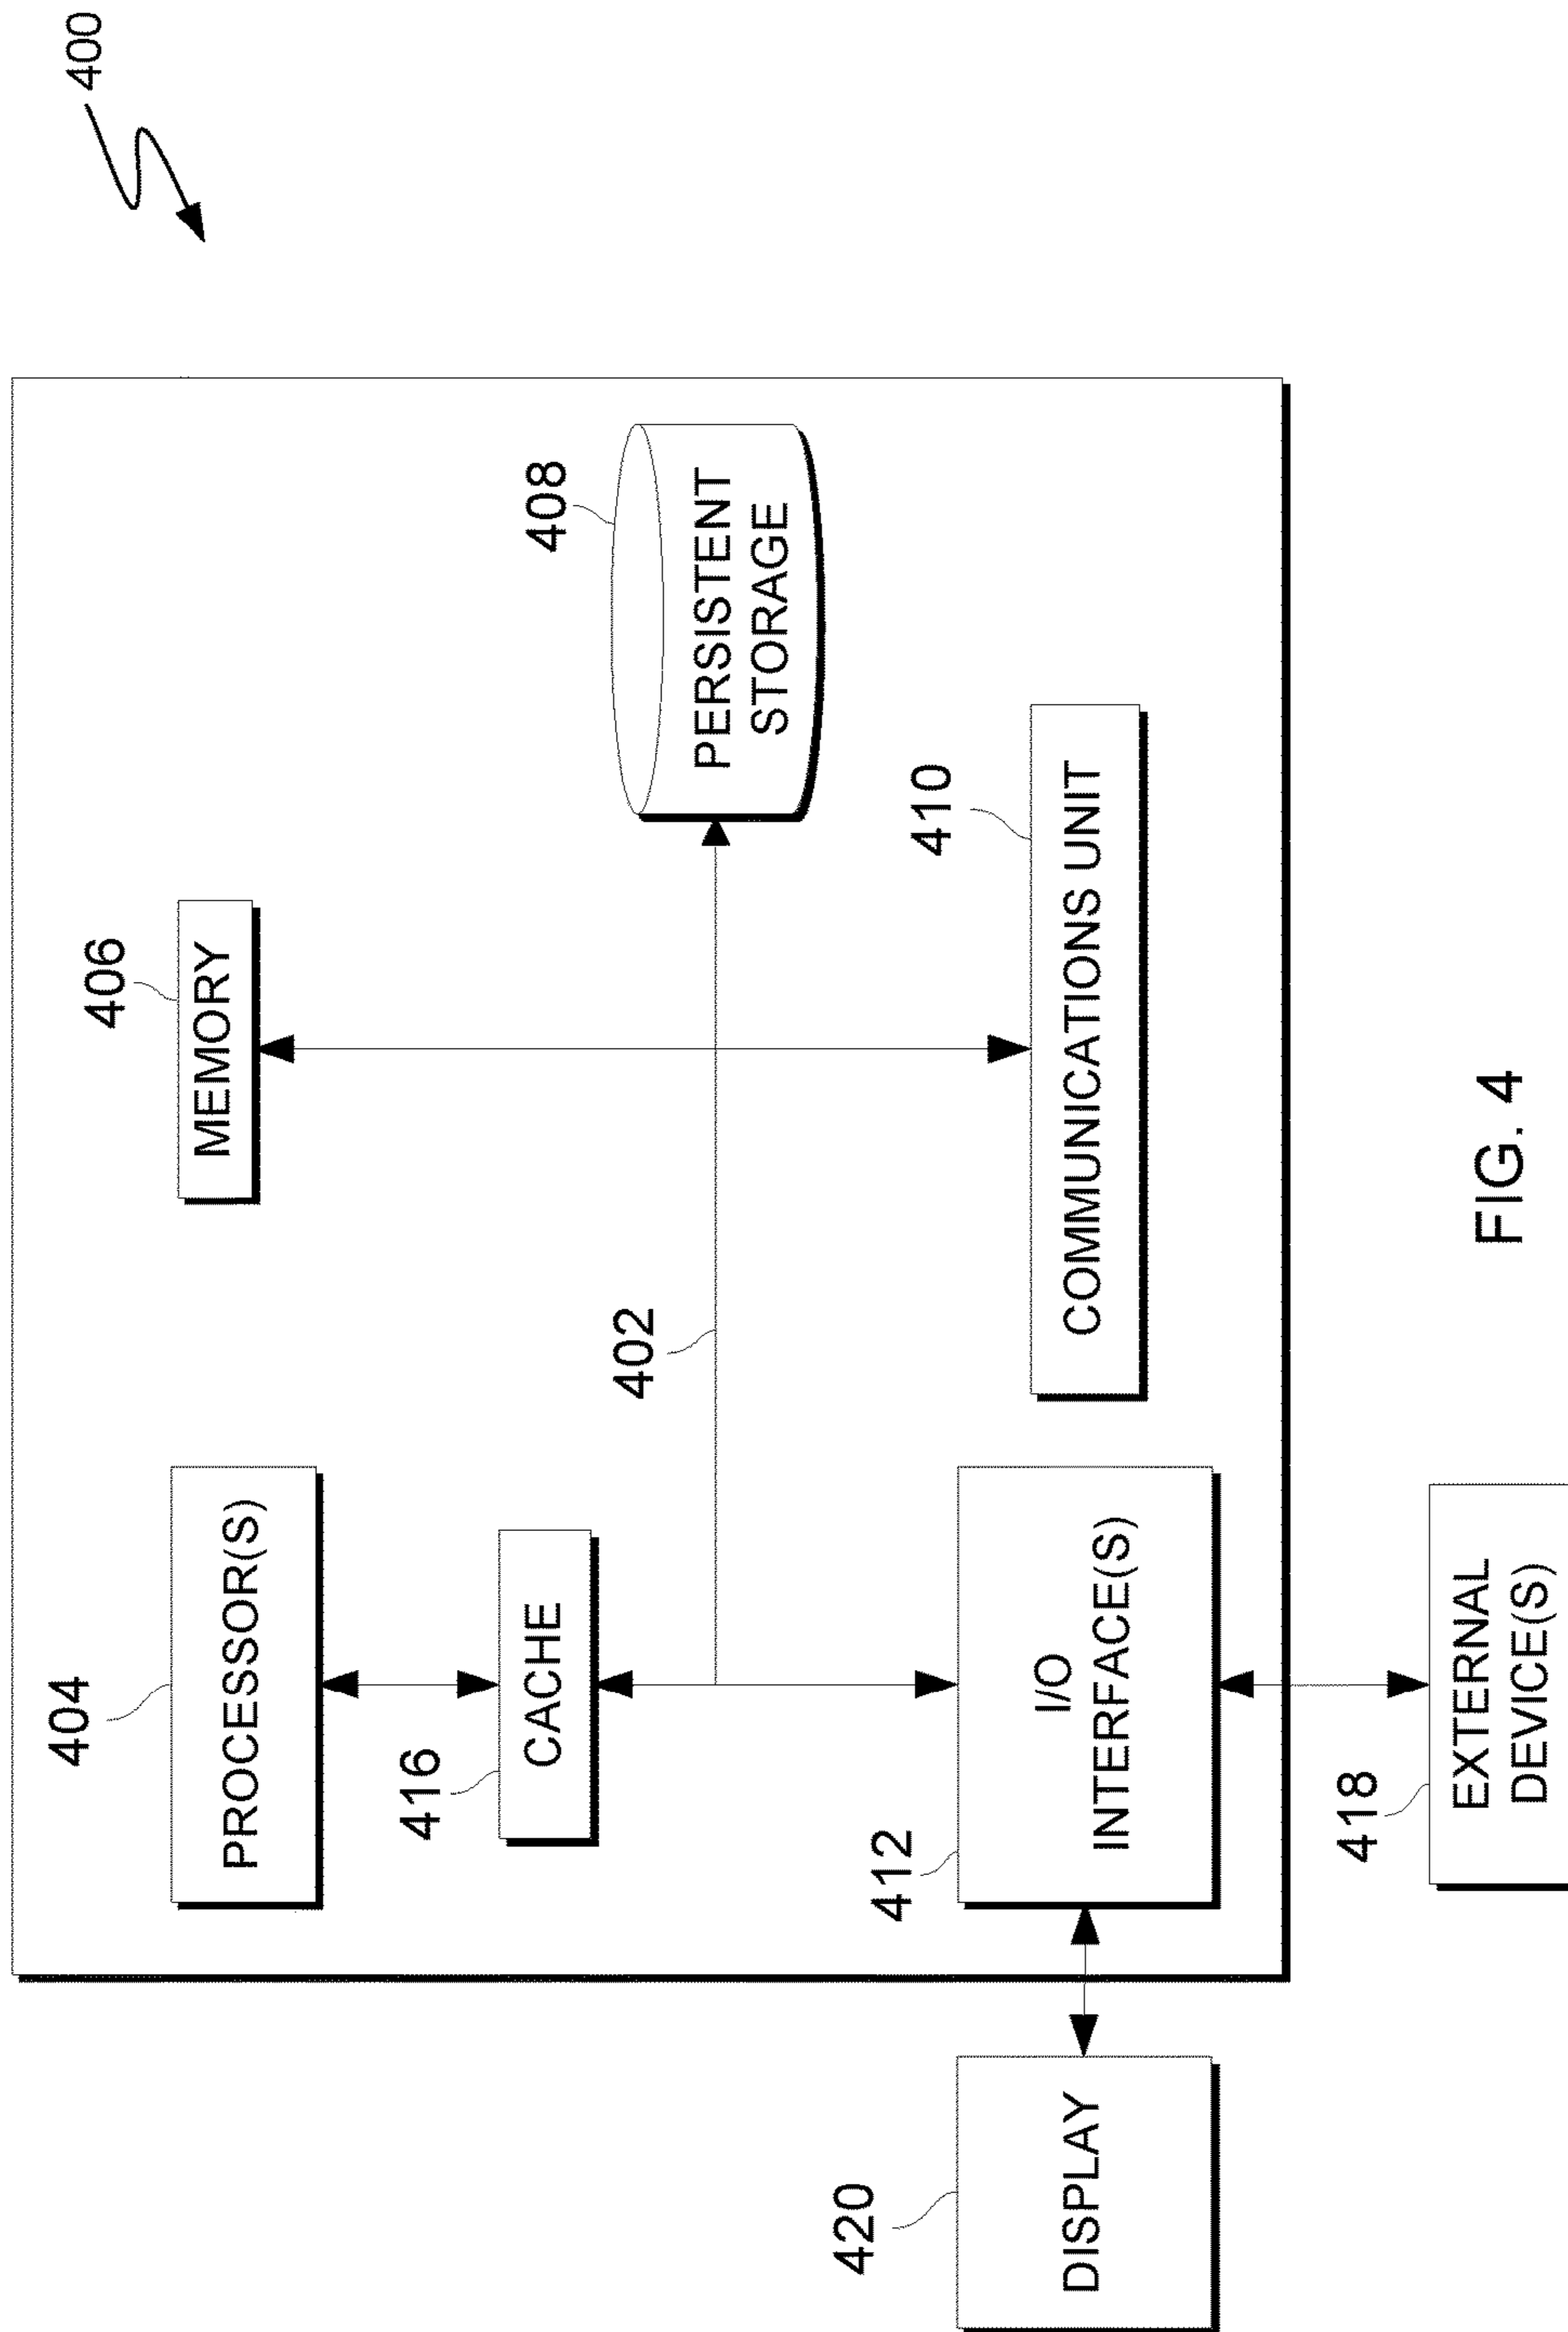 400
404
PROCESSOR(S)
406
MEMORY
416
CACHE
402
408
PERSISTENT
STORAGE
420
DISPLAY
412
I/O
INTERFACE(S)
410
COMMUNICATIONS UNIT
418
EXTERNAL
DEVICE(S)
FIG. 4